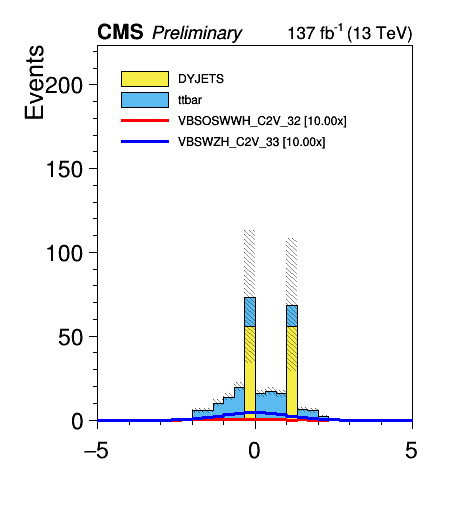 CMS Preliminary 137 fb⁻¹ (13 TeV)
Events
200
150
100
50
0
DYJETS
ttbar
VBSOSWWH_C2V_32 [10.00x]
VBSWZH_C2V_33 [10.00x]
−5 0 5